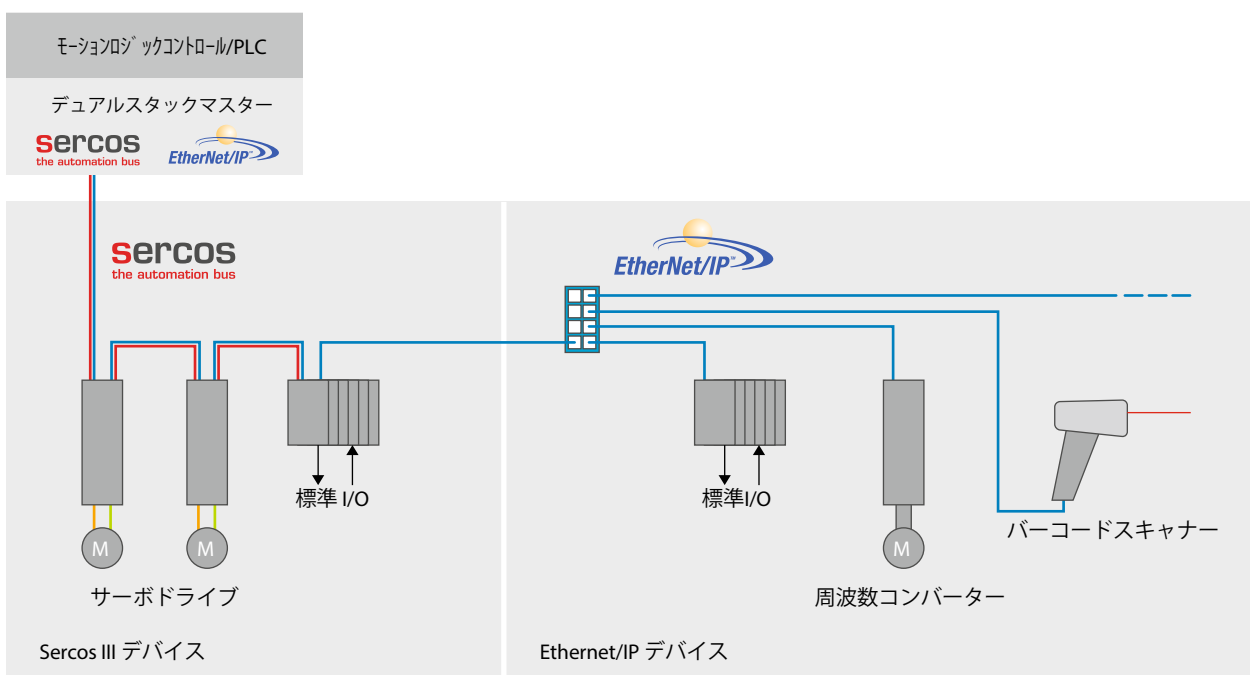 ﾓｰｼｮﾝﾛｼﾞｯｸｺﾝﾄﾛｰﾙ/PLC
デュアルスタックマスター
sercos
the automation bus
EtherNet/IP™
sercos
the automation bus
EtherNet/IP™
標準 I/O
標準I/O
バーコードスキャナー
M
M
M
サーボドライブ
周波数コンバーター
Sercos III デバイス
Ethernet/IP デバイス